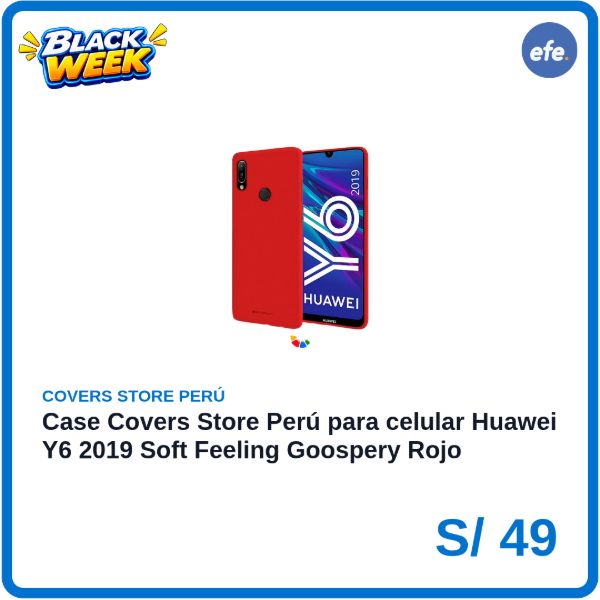 BLACK
WEEK
efe.
2019
Y6
HUAWEI
HUAWEI
COVERS STORE PERÚ
Case Covers Store Perú para celular Huawei
Y6 2019 Soft Feeling Goospery Rojo
S/ 49